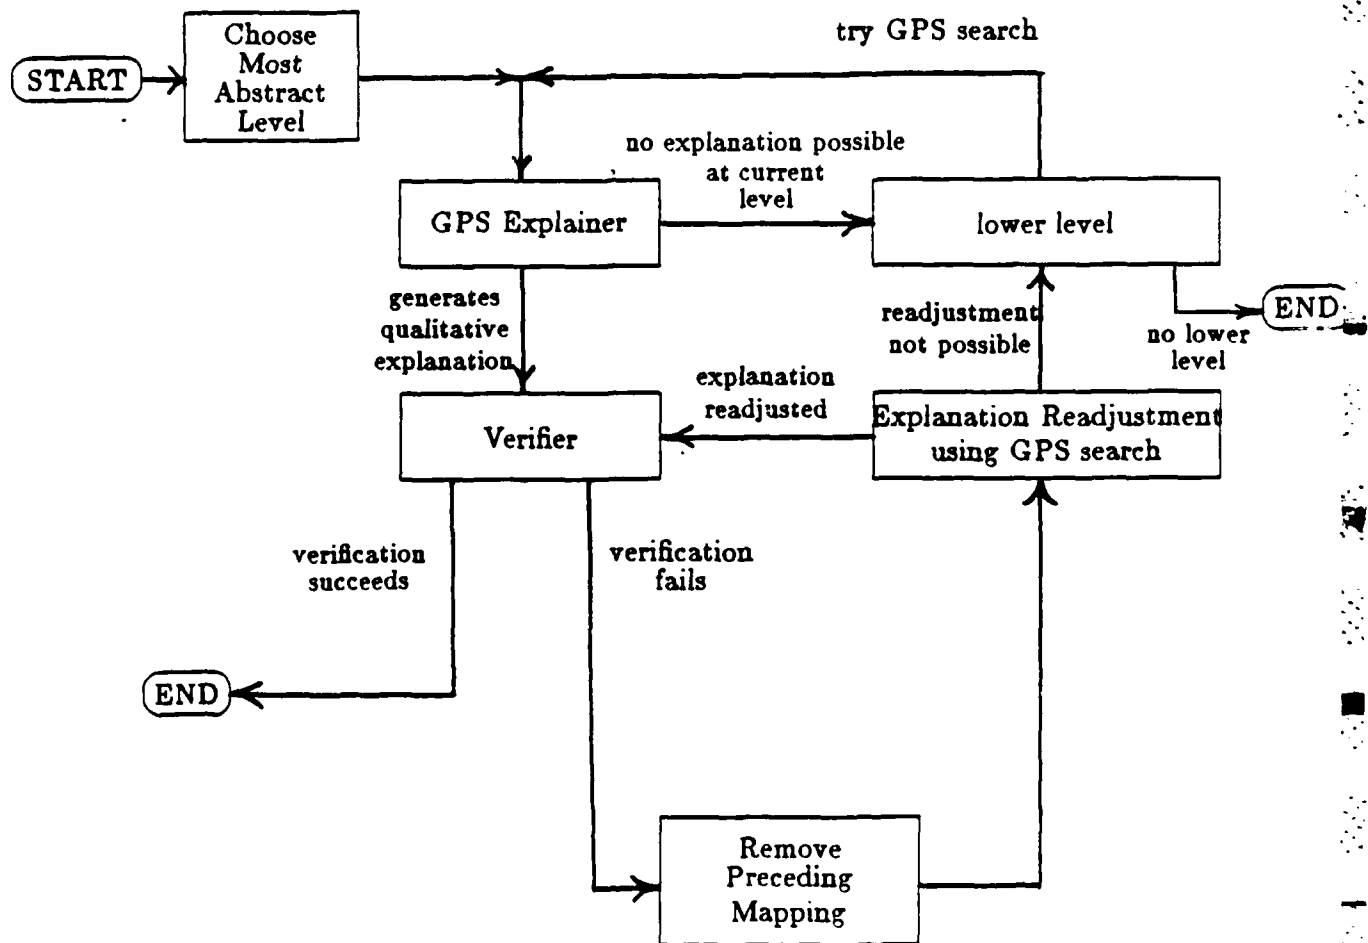 try GPS search
Choose
Most
Abstract
Level
START
no explanation possible
at current
level
GPS Explainer
lower level
generates
qualitative
explanation
readjustment
not possible
END
no lower
level
explanation
readjusted
Verifier
Explanation Readjustment
using GPS search
verification
succeeds
verification
fails
END
Remove
Preceding
Mapping